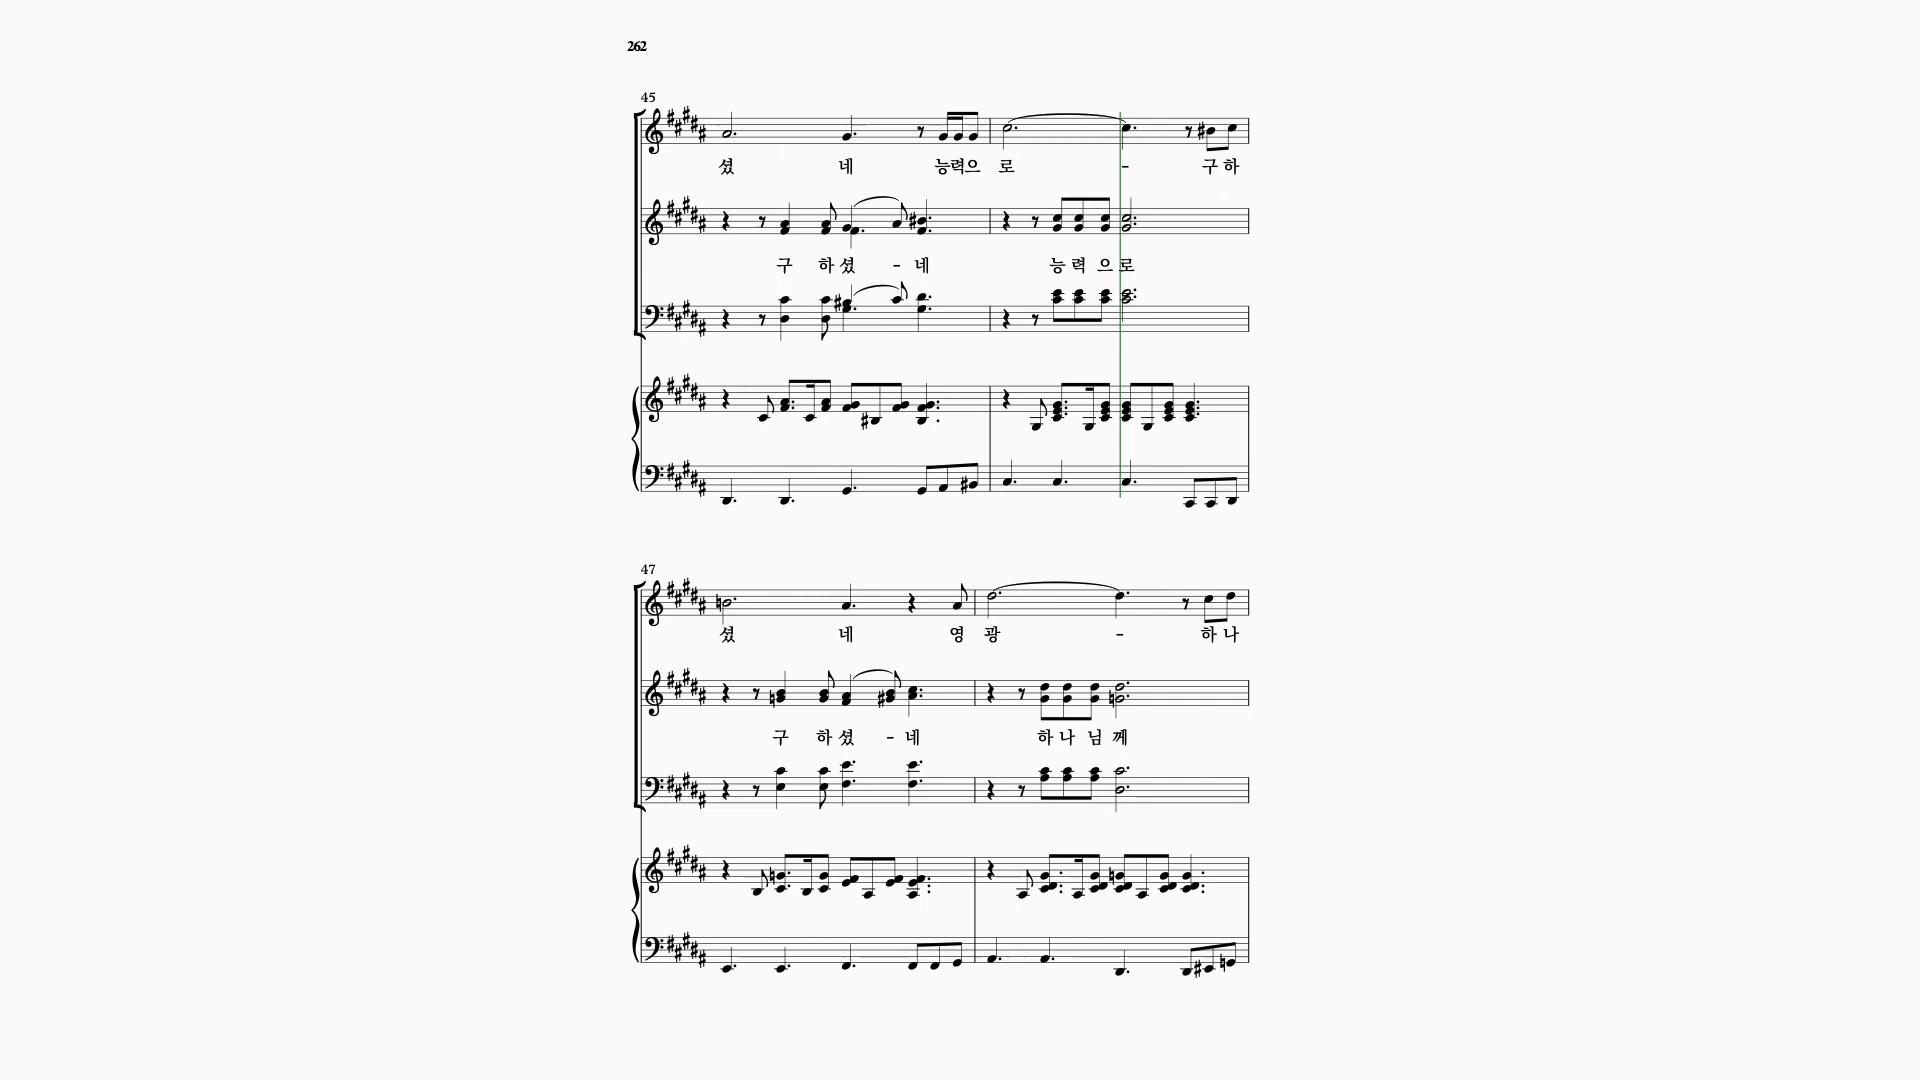 262
45
셨 네 능력으 로 - 구 하
구 하 셨 - 네 능 력 으 로
47
셨 네 영 광 - 하 나
구 하 셨 - 네 하 나 님 께